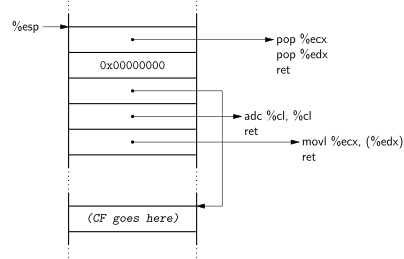 %esp
pop %ecx
pop %edx
ret
0x00000000
adc %cl, %cl
ret
movl %ecx, (%edx)
ret
(CF goes here)